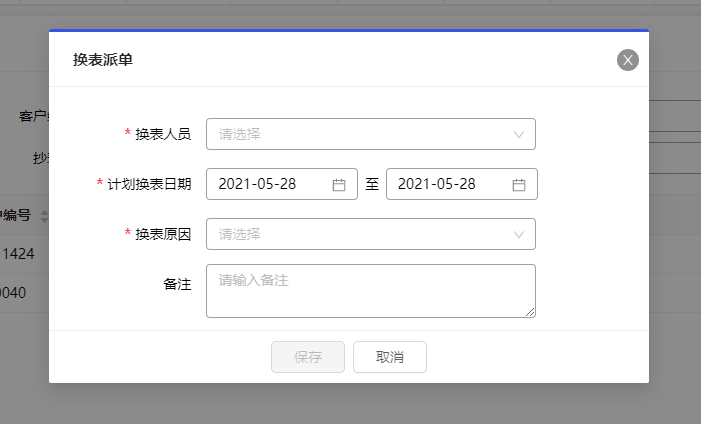 换表派单
X
* 换表人员 请选择
* 计划换表日期 2021-05-28 至 2021-05-28
* 换表原因 请选择
备注 请输入备注
保存 取消
客户
抄
编号
1424
0040